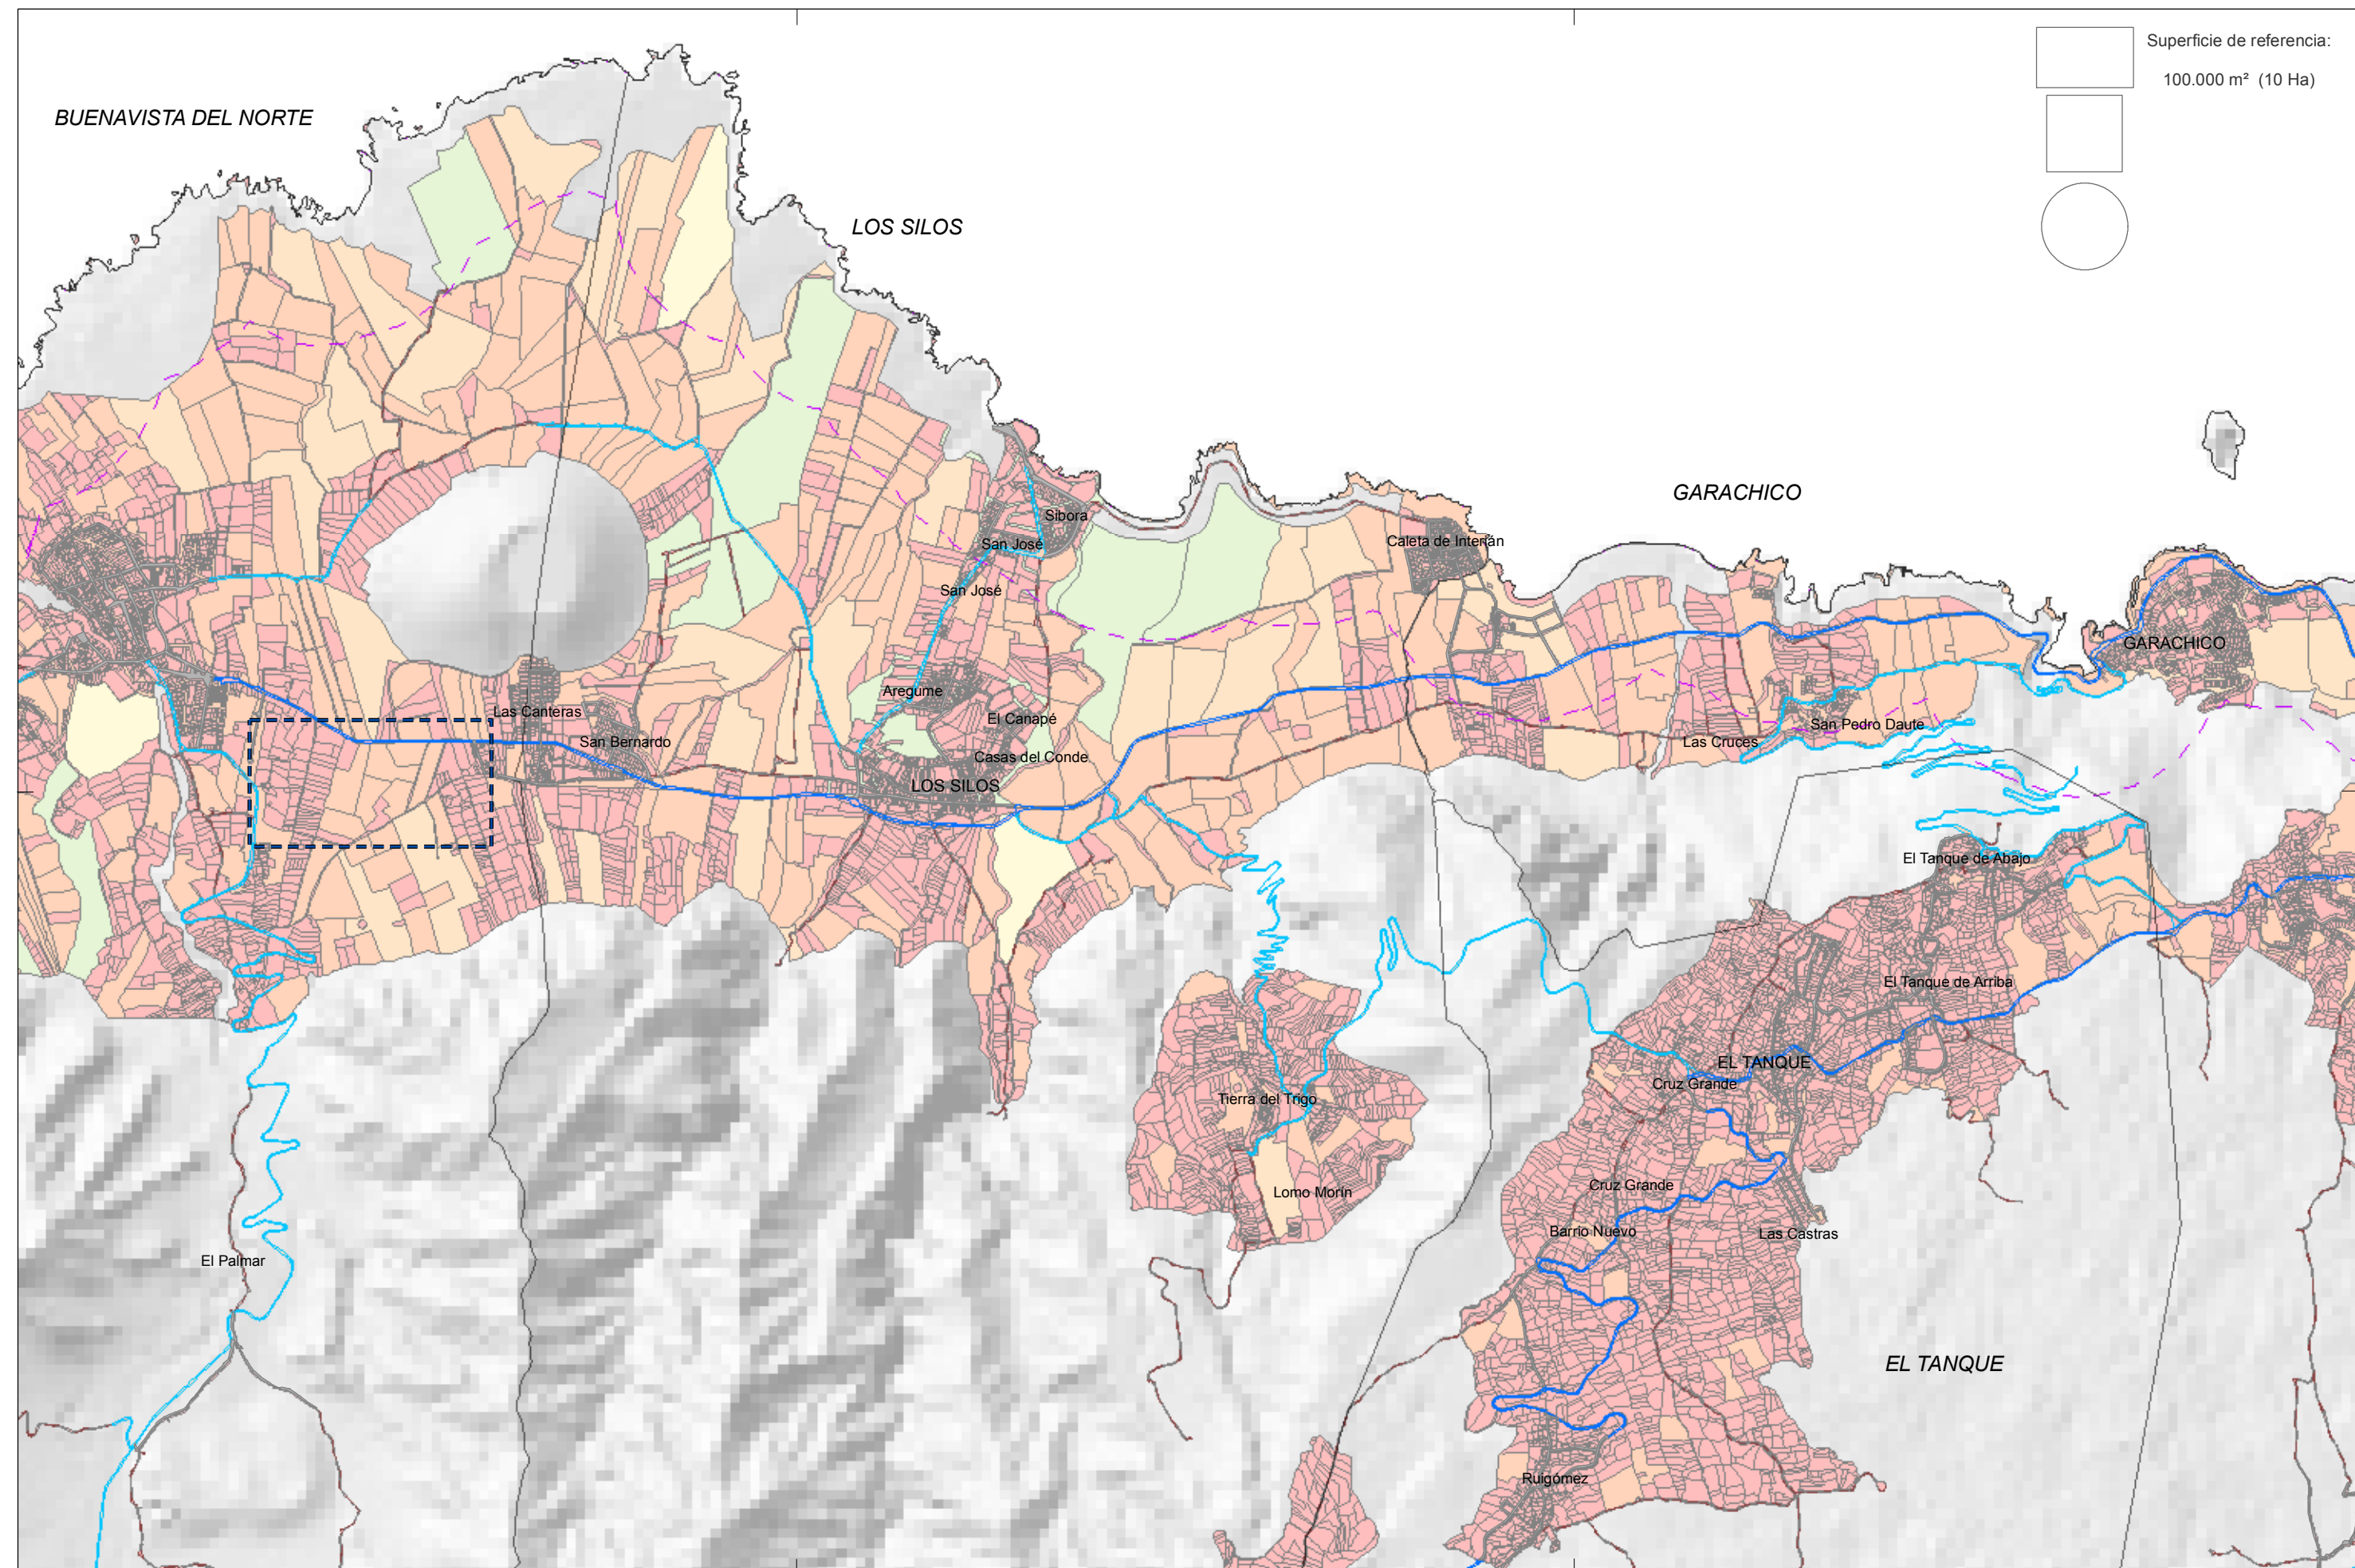 Superficie de referencia:
100.000 m² (10 Ha)
BUENAVISTA DEL NORTE
LOS SILOS
GARACHICO
Sibora
San José
Caleta de Interián
San José
GARACHICO
Aregume
Las Canteras
El Canapé
San Pedro Daute
San Bernardo
Las Cruces
Casas del Conde
LOS SILOS
El Tanque de Abajo
El Tanque de Arriba
EL TANQUE
Cruz Grande
Tierra del Trigo
Cruz Grande
Lomo Morín
Barrio Nuevo
Las Castras
El Palmar
EL TANQUE
Ruigómez